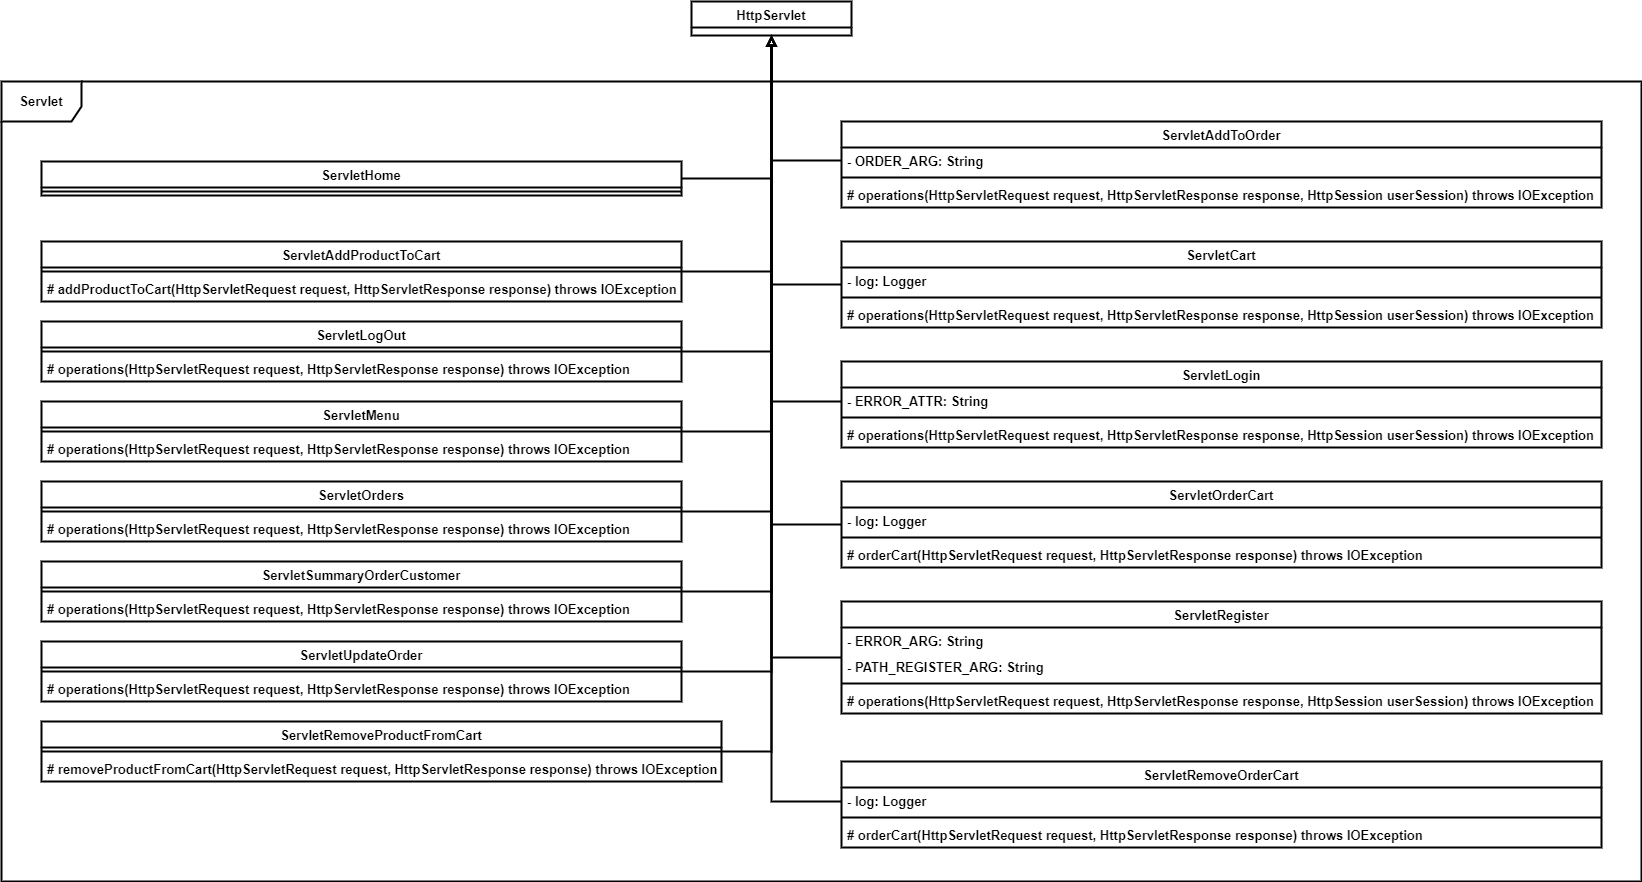 HttpServlet
Servlet
ServletHome
ServletAddProductToCart
# addProductToCart(HttpServletRequest request, HttpServletResponse response) throws IOException
ServletLogOut
# operations(HttpServletRequest request, HttpServletResponse response) throws IOException
ServletMenu
# operations(HttpServletRequest request, HttpServletResponse response) throws IOException
ServletOrders
# operations(HttpServletRequest request, HttpServletResponse response) throws IOException
ServletSummaryOrderCustomer
# operations(HttpServletRequest request, HttpServletResponse response) throws IOException
ServletUpdateOrder
# operations(HttpServletRequest request, HttpServletResponse response) throws IOException
ServletRemoveProductFromCart
# removeProductFromCart(HttpServletRequest request, HttpServletResponse response) throws IOException
ServletAddToOrder
- ORDER_ARG: String
# operations(HttpServletRequest request, HttpServletResponse response, HttpSession userSession) throws IOException
ServletCart
- log: Logger
# operations(HttpServletRequest request, HttpServletResponse response, HttpSession userSession) throws IOException
ServletLogin
- ERROR_ATTR: String
# operations(HttpServletRequest request, HttpServletResponse response, HttpSession userSession) throws IOException
ServletOrderCart
- log: Logger
# orderCart(HttpServletRequest request, HttpServletResponse response) throws IOException
ServletRegister
- ERROR_ARG: String
- PATH_REGISTER_ARG: String
# operations(HttpServletRequest request, HttpServletResponse response, HttpSession userSession) throws IOException
ServletRemoveOrderCart
- log: Logger
# orderCart(HttpServletRequest request, HttpServletResponse response) throws IOException